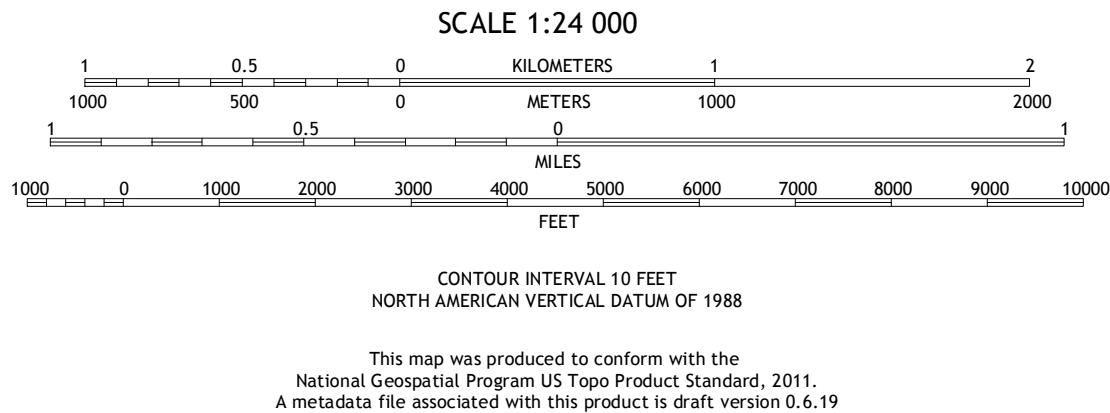 SCALE 1:24 000
1 0.5 0 KILOMETERS 1 2
1000 500 0 METERS 1000 2000
1 0.5 0 1
MILES
1000 0 1000 2000 3000 4000 5000 6000 7000 8000 9000 10000
FEET
CONTOUR INTERVAL 10 FEET
NORTH AMERICAN VERTICAL DATUM OF 1988
This map was produced to conform with the
National Geospatial Program US Topo Product Standard, 2011.
A metadata file associated with this product is draft version 0.6.19